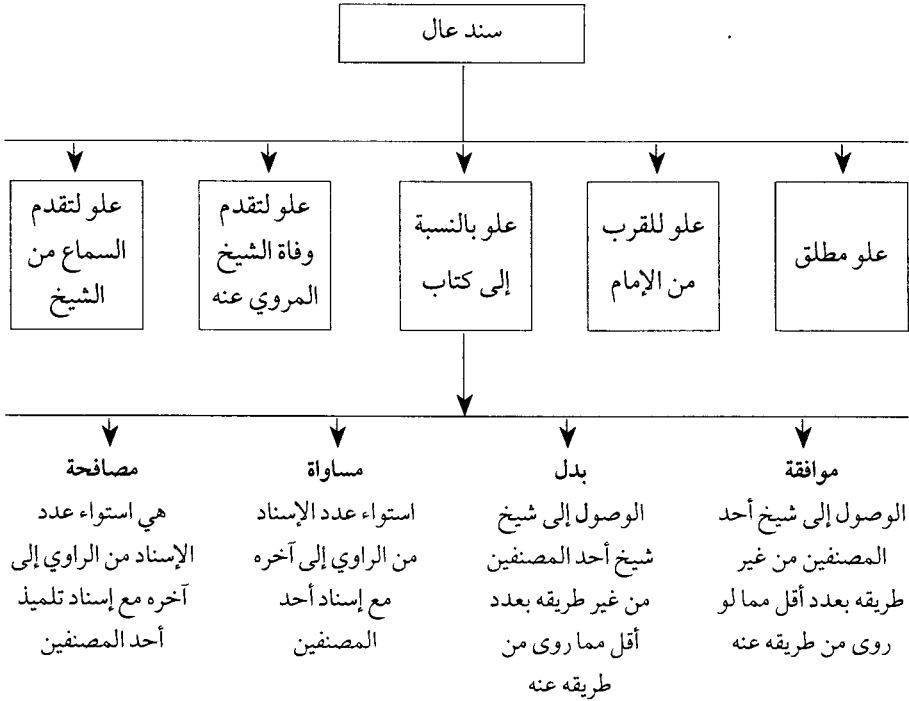 سند عال
علو مطلق
علو للقرب
من الإمام
علو بالنسبة
إلى كتاب
علو لتقدم
وفاة الشيخ
المروي عنه
علو لتقدم
السماع من
الشيخ
موافقة
الوصول إلى شيخ أحد
المصنفين من غير
طريقه بعدد أقل مما لو
روى من طريقه عنه
بدل
الوصول إلى شيخ
شيخ أحد المصنفين
من غير طريقه بعدد
أقل مما روى من
طريقه عنه
مساواة
استواء عدد الإسناد
من الراوي إلى آخره
مع إسناد أحد
المصنفين
مصافحة
هي استواء عدد
الإسناد من الراوي إلى
آخره مع إسناد تلميذ
أحد المصنفين